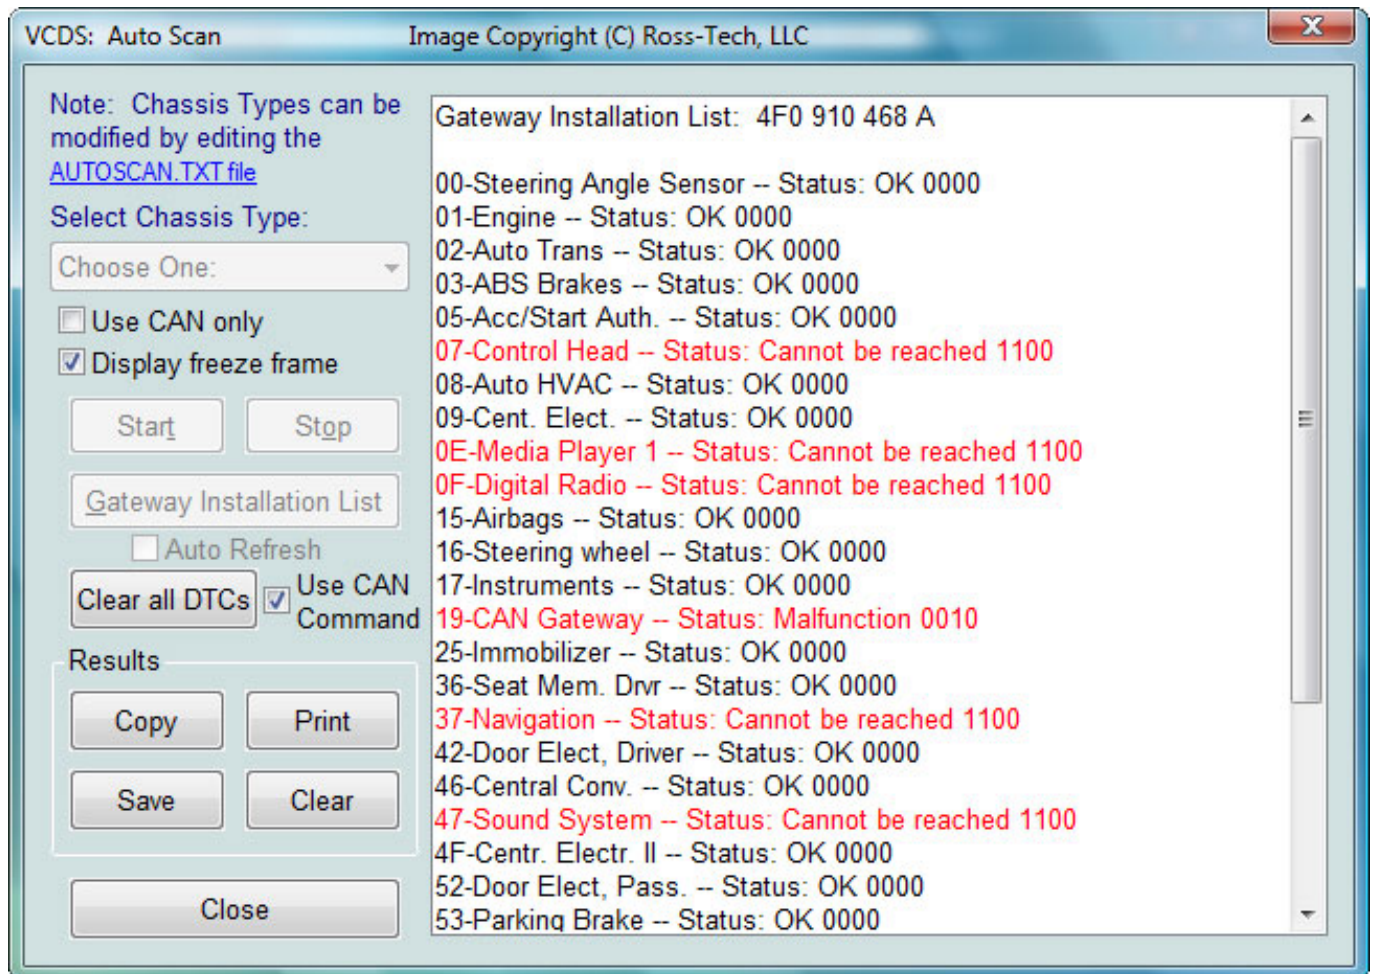 VCDS: Auto Scan
Image Copyright (C) Ross-Tech, LLC
Note: Chassis Types can be
modified by editing the
AUTOSCAN.TXT file
Select Chassis Type:
Choose One:
Use CAN only
Display freeze frame
Start
Stop
Gateway Installation List
Auto Refresh
Clear all DTCs
Use CAN
Command
Results
Copy
Print
Save
Clear
Close
Gateway Installation List: 4F0 910 468 A
00-Steering Angle Sensor -- Status: OK 0000
01-Engine -- Status: OK 0000
02-Auto Trans -- Status: OK 0000
03-ABS Brakes -- Status: OK 0000
05-Acc/Start Auth. -- Status: OK 0000
07-Control Head -- Status: Cannot be reached 1100
08-Auto HVAC -- Status: OK 0000
09-Cent. Elect. -- Status: OK 0000
0E-Media Player 1 -- Status: Cannot be reached 1100
0F-Digital Radio -- Status: Cannot be reached 1100
15-Airbags -- Status: OK 0000
16-Steering wheel -- Status: OK 0000
17-Instruments -- Status: OK 0000
19-CAN Gateway -- Status: Malfunction 0010
25-Immobilizer -- Status: OK 0000
36-Seat Mem. Drvr -- Status: OK 0000
37-Navigation -- Status: Cannot be reached 1100
42-Door Elect, Driver -- Status: OK 0000
46-Central Conv. -- Status: OK 0000
47-Sound System -- Status: Cannot be reached 1100
4F-Centr. Electr. II -- Status: OK 0000
52-Door Elect, Pass. -- Status: OK 0000
53-Parking Brake -- Status: OK 0000